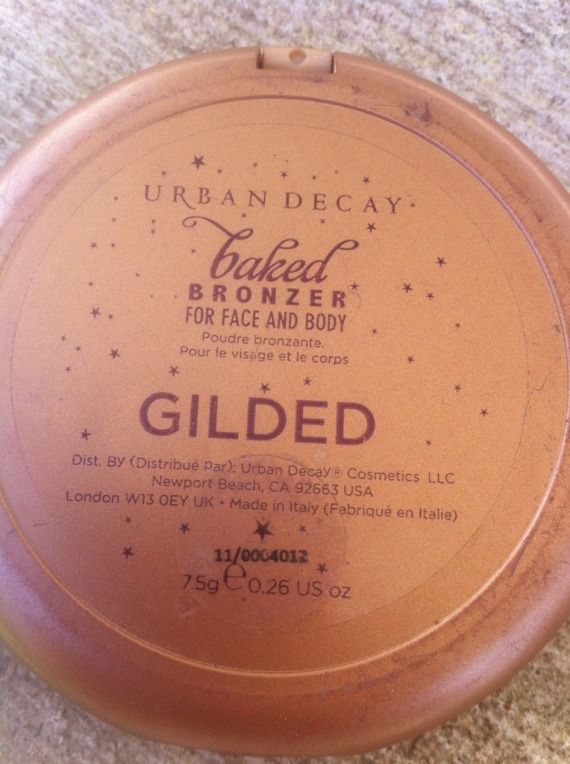 URBAN DECAY
baked
BRONZER
FOR FACE AND BODY
Poudre bronzante.
Pour le visage et le corps
GILDED
Dist. By (Distribué Par): Urban Decay® Cosmetics LLC
Newport Beach, CA 92663 USA
London W13 0EY UK • Made in Italy (Fabriqué en Italie)
11/0004012
7.5g ℮ 0.26 US oz